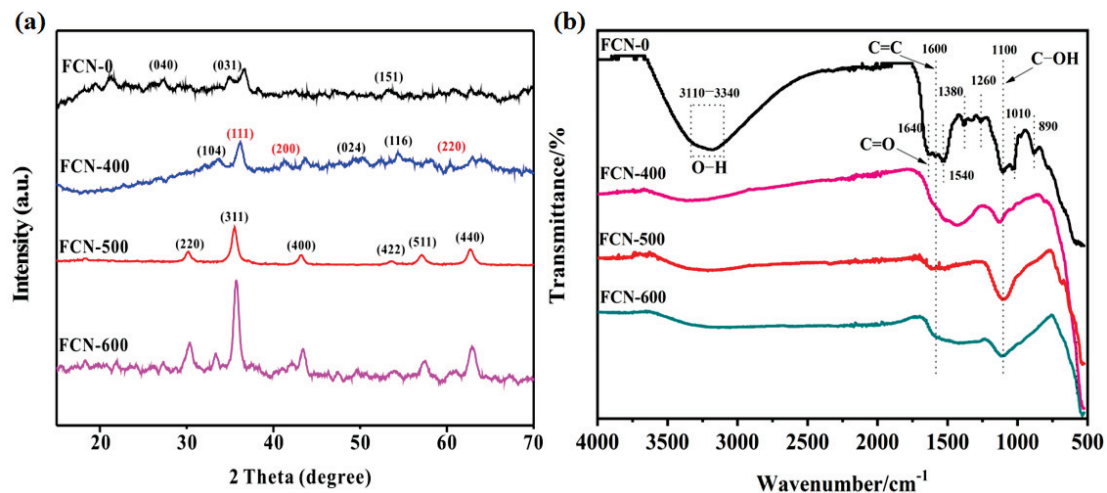 (a)
FCN-0
(040)
(031)
(151)
FCN-400
(104)
(111)
(200)
(024)
(116)
(220)
FCN-500
(220)
(311)
(400)
(422)
(511)
(440)
FCN-600
Intensity (a.u.)
20 30 40 50 60 70
2 Theta (degree)
(b)
FCN-0
C=C
1600
1100
C—OH
3110—3340
1380
1260
1640
1010
890
C=O
O—H
1540
FCN-400
FCN-500
FCN-600
Transmittance/%
4000 3500 3000 2500 2000 1500 1000 500
Wavenumber/cm⁻¹